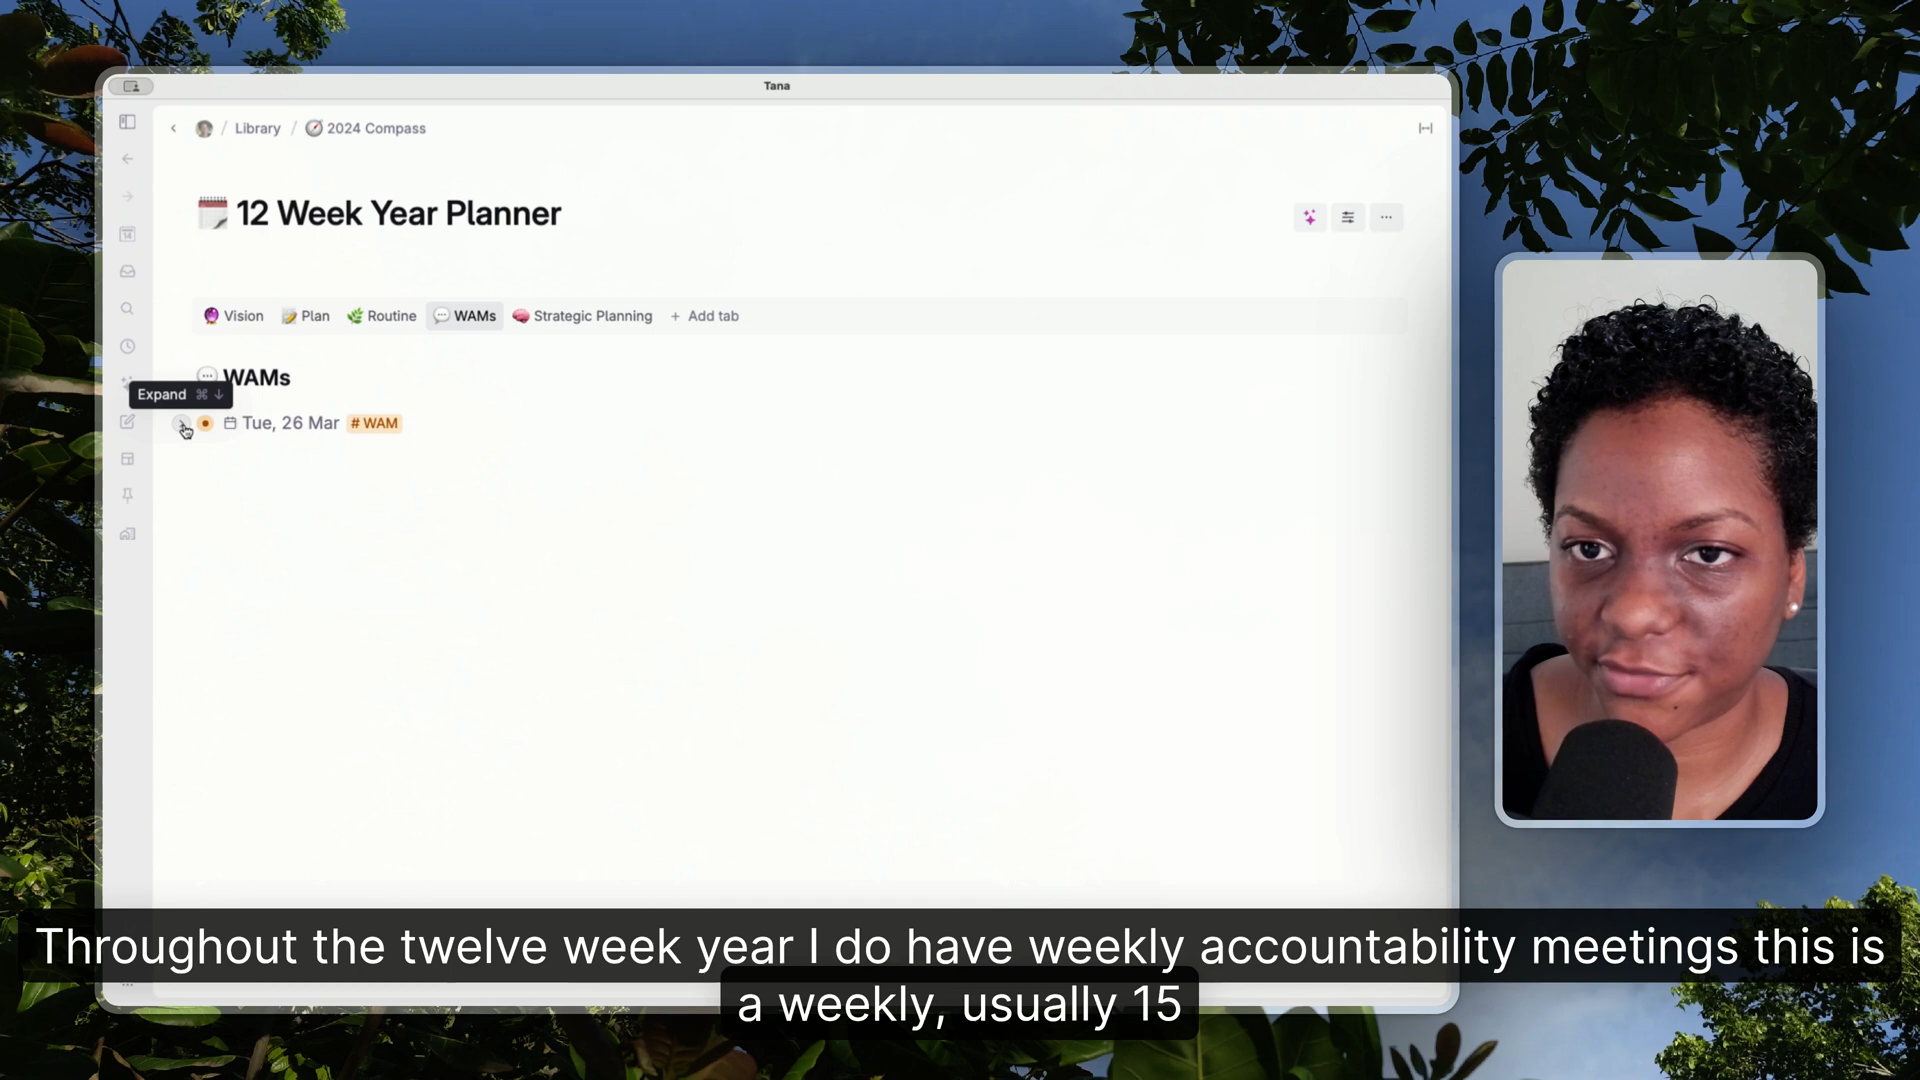 Tana
Library / 2024 Compass
12 Week Year Planner
Vision Plan Routine WAMs Strategic Planning + Add tab
WAMs
Expand ⌘ ↓
Tue, 26 Mar # WAM
14
Throughout the twelve week year I do have weekly accountability meetings this is
a weekly, usually 15